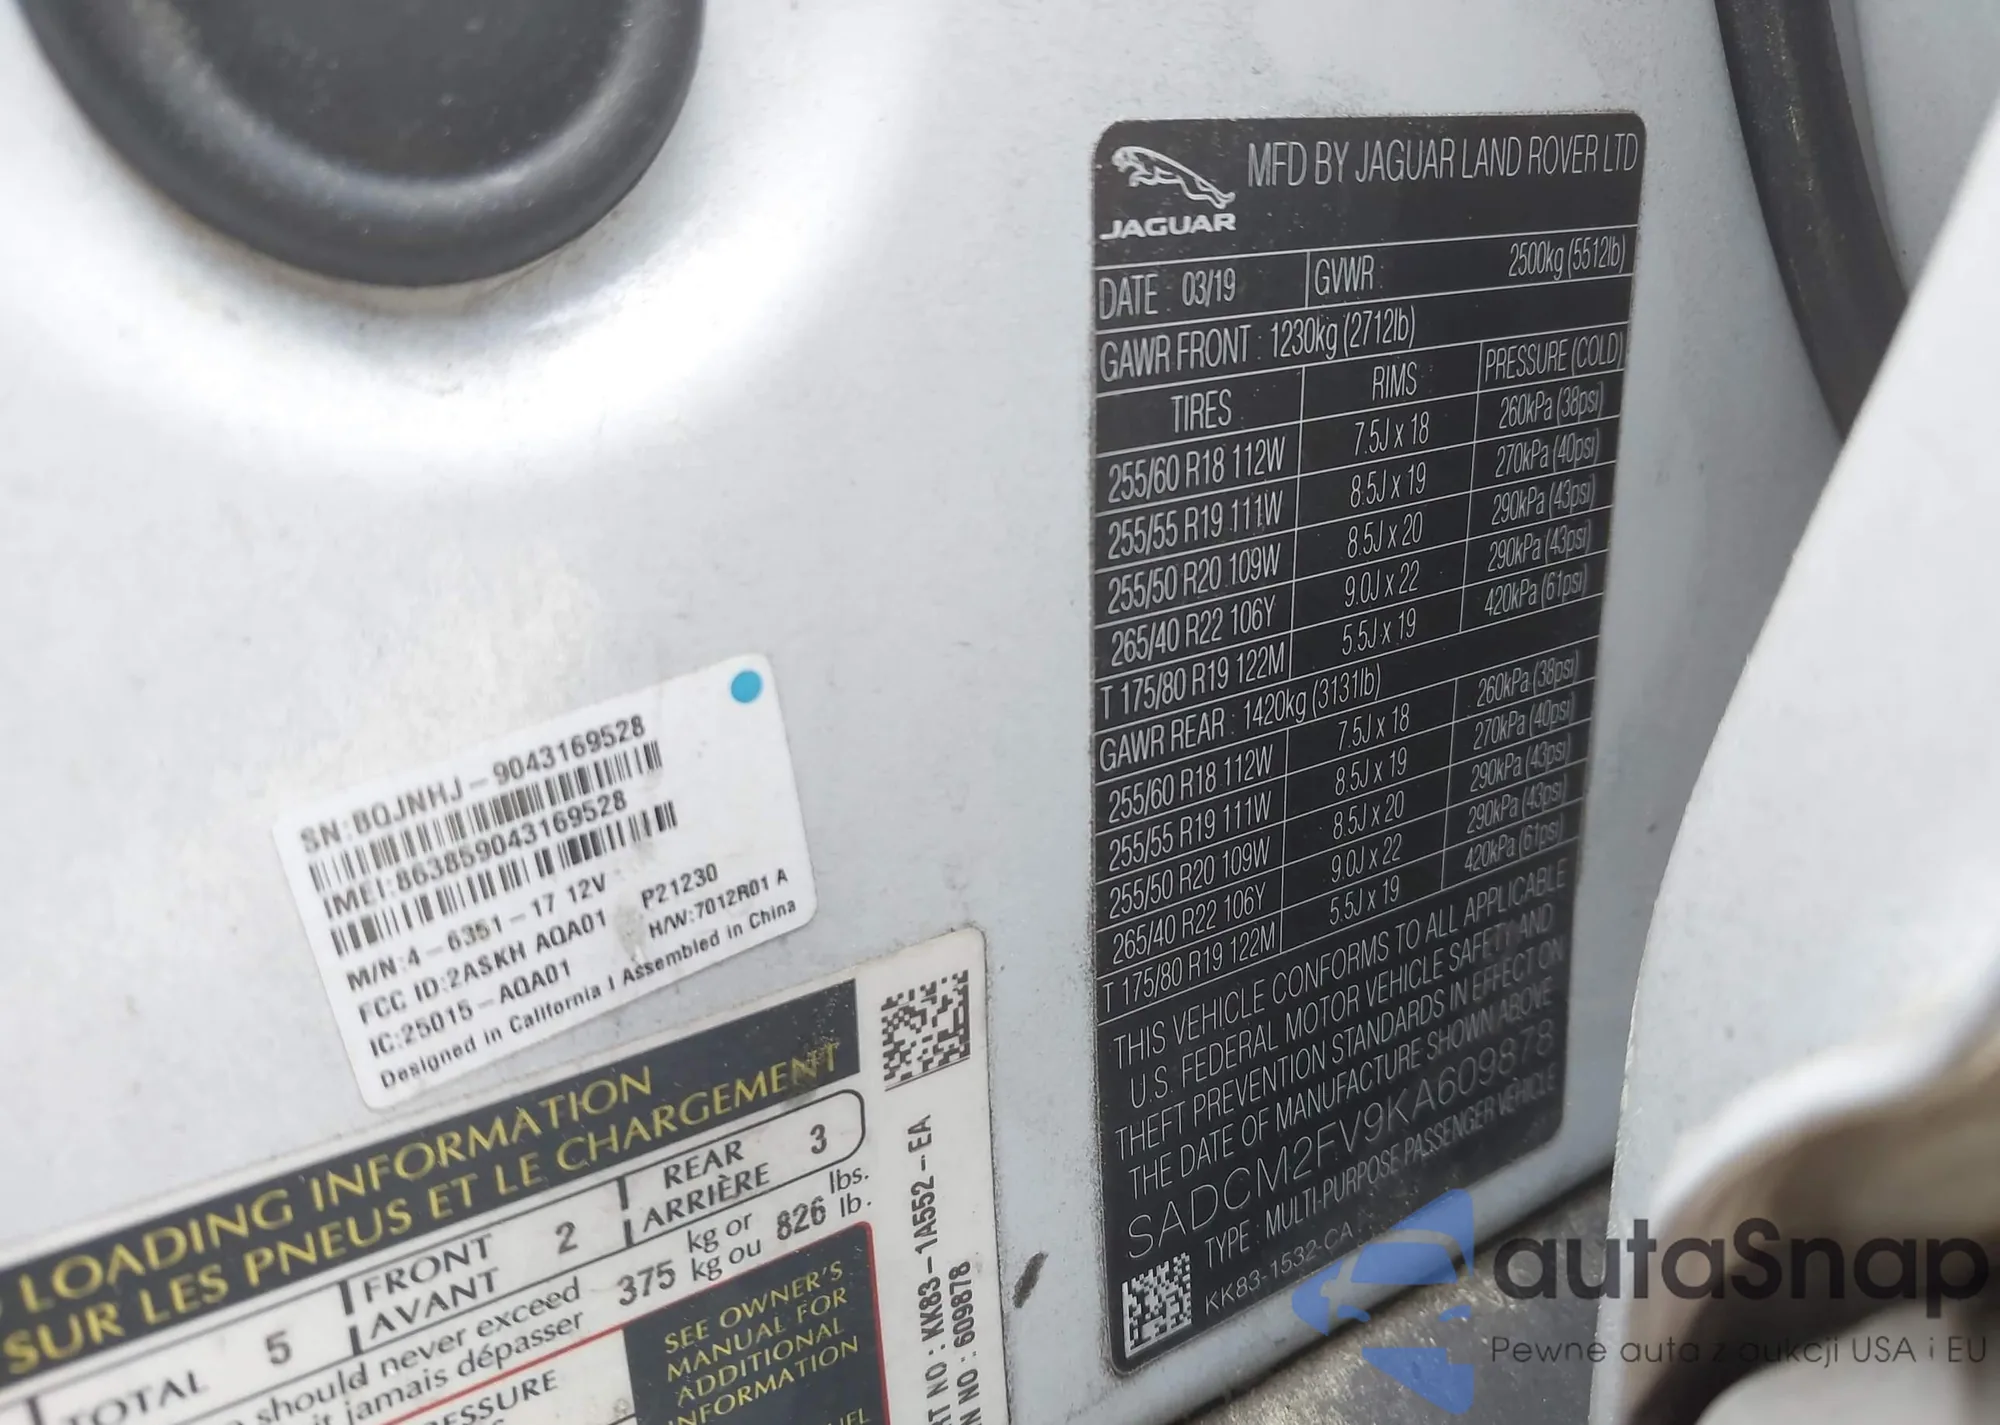 JAGUAR
MFD BY JAGUAR LAND ROVER LTD
DATE : 03/19 GVWR : 2500kg (5512lb)
GAWR FRONT : 1230kg (2712lb)
TIRES RIMS PRESSURE (COLD)
255/60 R18 112W 7.5J x 18 260kPa (38psi)
255/55 R19 111W 8.5J x 19 270kPa (40psi)
255/50 R20 109W 8.5J x 20 290kPa (43psi)
265/40 R22 106Y 9.0J x 22 290kPa (43psi)
T 175/80 R19 122M 5.5J x 19 420kPa (61psi)
GAWR REAR : 1420kg (3131lb)
255/60 R18 112W 7.5J x 18 260kPa (38psi)
255/55 R19 111W 8.5J x 19 270kPa (40psi)
255/50 R20 109W 8.5J x 20 290kPa (43psi)
265/40 R22 106Y 9.0J x 22 290kPa (43psi)
T 175/80 R19 122M 5.5J x 19 420kPa (61psi)
THIS VEHICLE CONFORMS TO ALL APPLICABLE
U.S. FEDERAL MOTOR VEHICLE SAFETY AND
THEFT PREVENTION STANDARDS IN EFFECT ON
THE DATE OF MANUFACTURE SHOWN ABOVE
SADCM2FV9KA609878
TYPE : MULTI-PURPOSE PASSENGER VEHICLE
KK83-1532-CA
SN:BQJNHJ-9043169528
IMEI:863859043169528
M/N:4-6351-17 12V P21230
FCC ID:2ASKH AQA01 H/W:7012R01 A
IC:25015-AQA01
Designed in California | Assembled in China
LOADING INFORMATION
SUR LES PNEUS ET LE CHARGEMENT
TOTAL 5 FRONT AVANT 2 REAR ARRIÈRE 3
should never exceed 375 kg or 826 lbs.
jamais dépasser kg ou lb.
SEE OWNER'S
MANUAL FOR
ADDITIONAL
INFORMATION
NO : KK83-1A552-EA
NO : 609878
autaSnap
Pewne auta z aukcji USA i EU